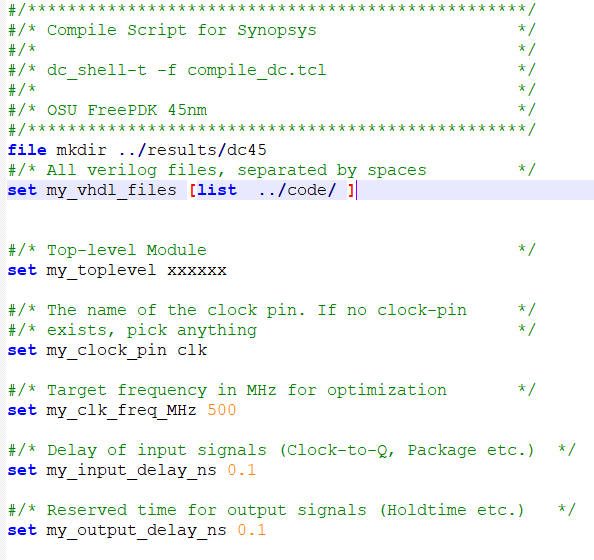 #/**************************************************/
#/* Compile Script for Synopsys                    */
#/*                                                */
#/* dc_shell-t -f compile_dc.tcl                   */
#/*                                                */
#/* OSU FreePDK 45nm                               */
#/**************************************************/
file mkdir ../results/dc45
#/* All verilog files, separated by spaces         */
set my_vhdl_files [list  ../code/ ]
#/* Top-level Module                               */
set my_toplevel xxxxxx
#/* The name of the clock pin. If no clock-pin     */
#/* exists, pick anything                          */
set my_clock_pin clk
#/* Target frequency in MHz for optimization       */
set my_clk_freq_MHz 500
#/* Delay of input signals (Clock-to-Q, Package etc.)  */
set my_input_delay_ns 0.1
#/* Reserved time for output signals (Holdtime etc.)   */
set my_output_delay_ns 0.1